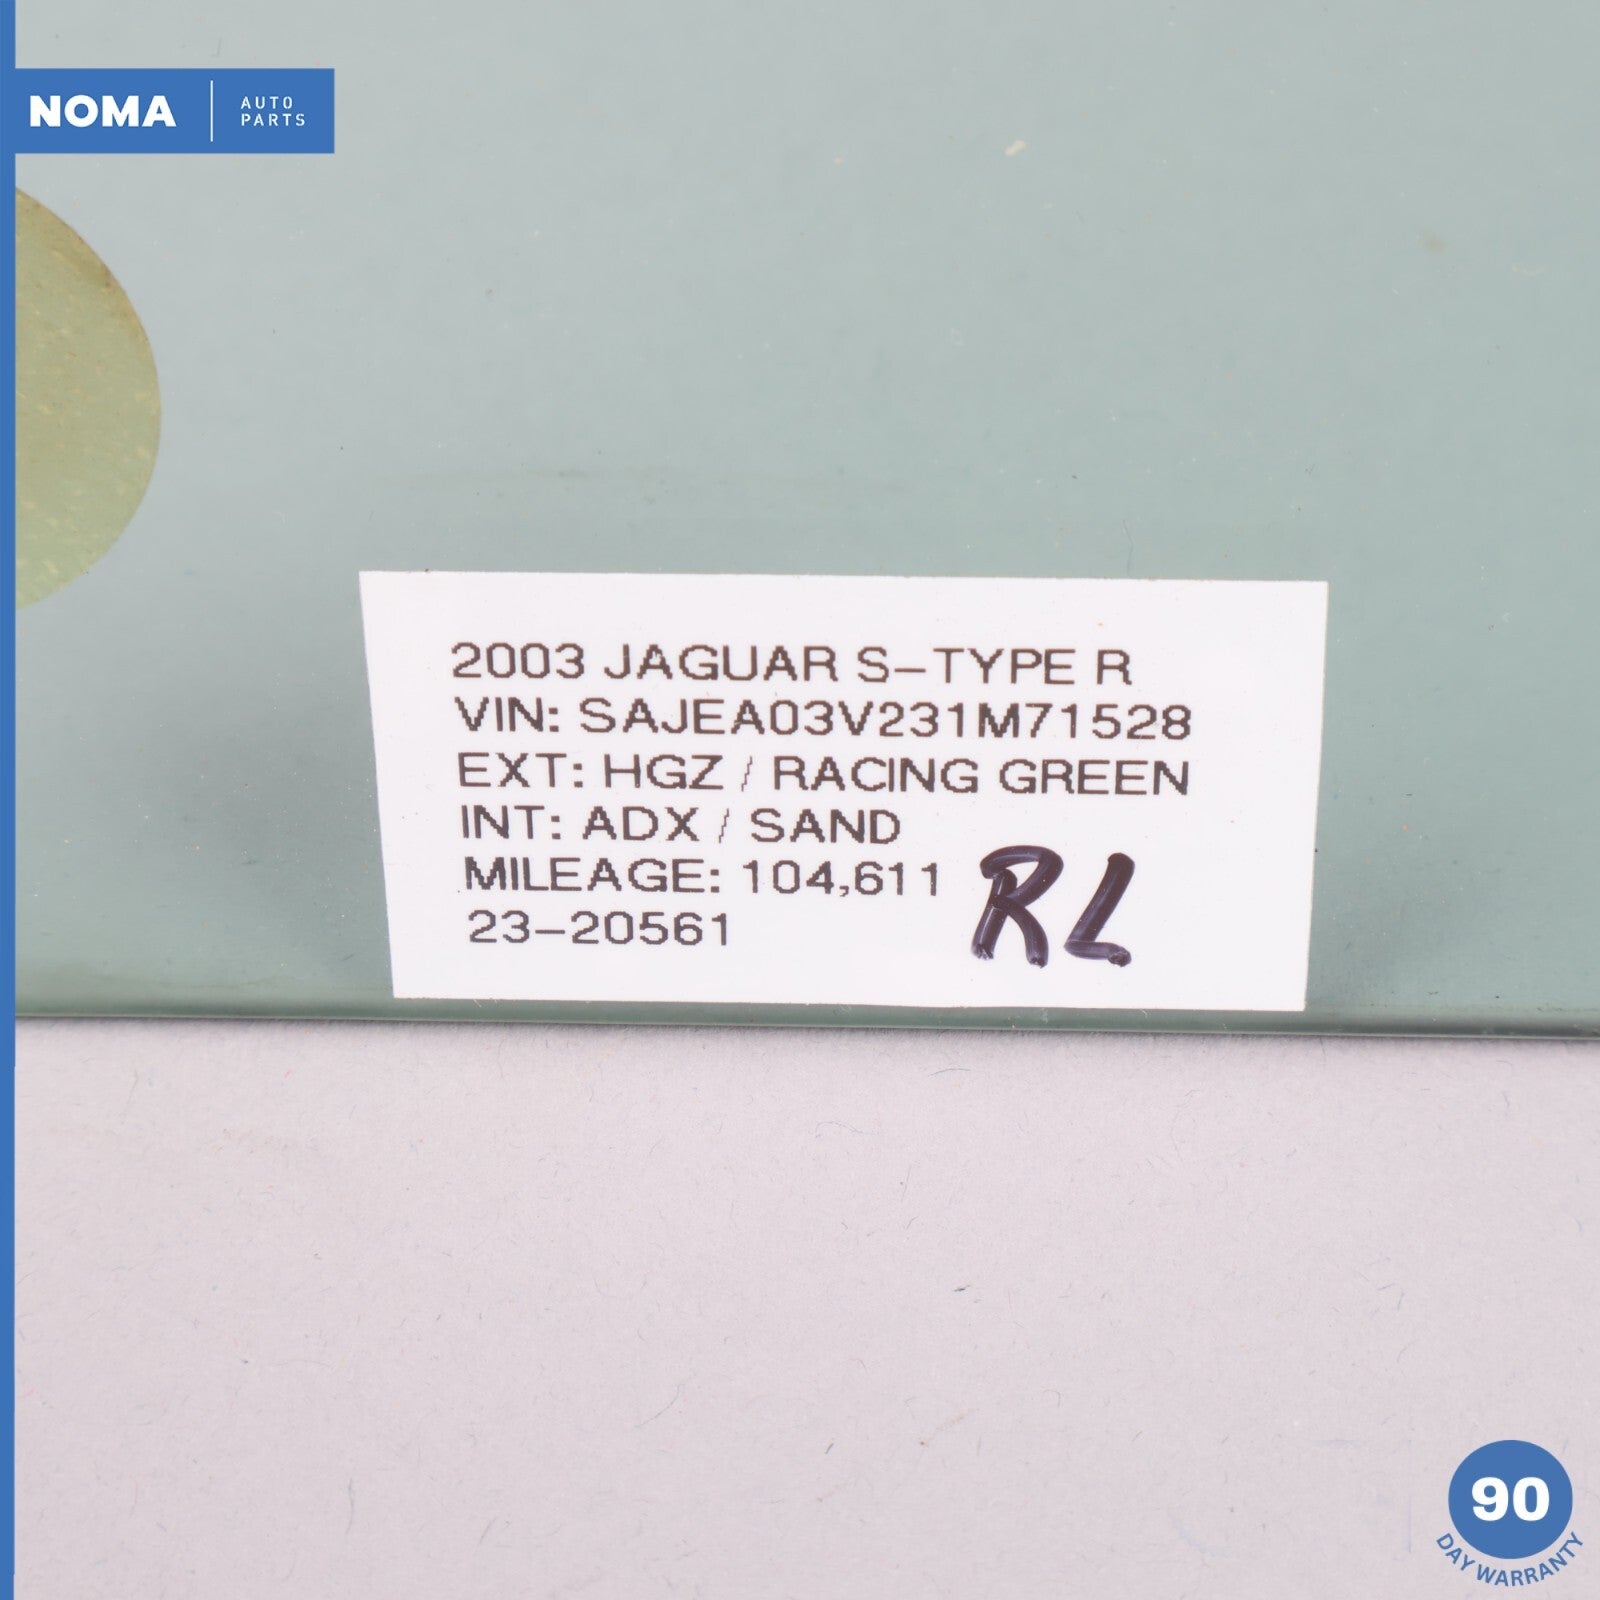 NOMA
AUTO
PARTS
2003 JAGUAR S-TYPE R
VIN: SAJEA03V231M71528
EXT: HGZ / RACING GREEN
INT: ADX / SAND
MILEAGE: 104,611
RL
23-20561
90
DAY WARRANTY